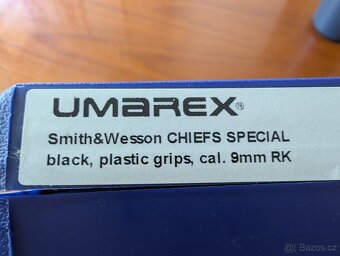 UMAREX®
Smith&Wesson CHIEFS SPECIAL
black, plastic grips, cal. 9mm RK
© Bazos.cz